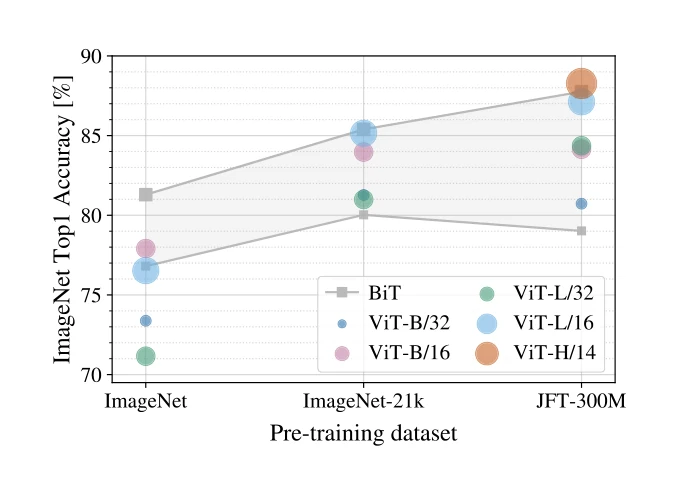 ImageNet Top1 Accuracy [%]
90
85
80
75
70
BiT
ViT-B/32
ViT-B/16
ViT-L/32
ViT-L/16
ViT-H/14
ImageNet
ImageNet-21k
JFT-300M
Pre-training dataset